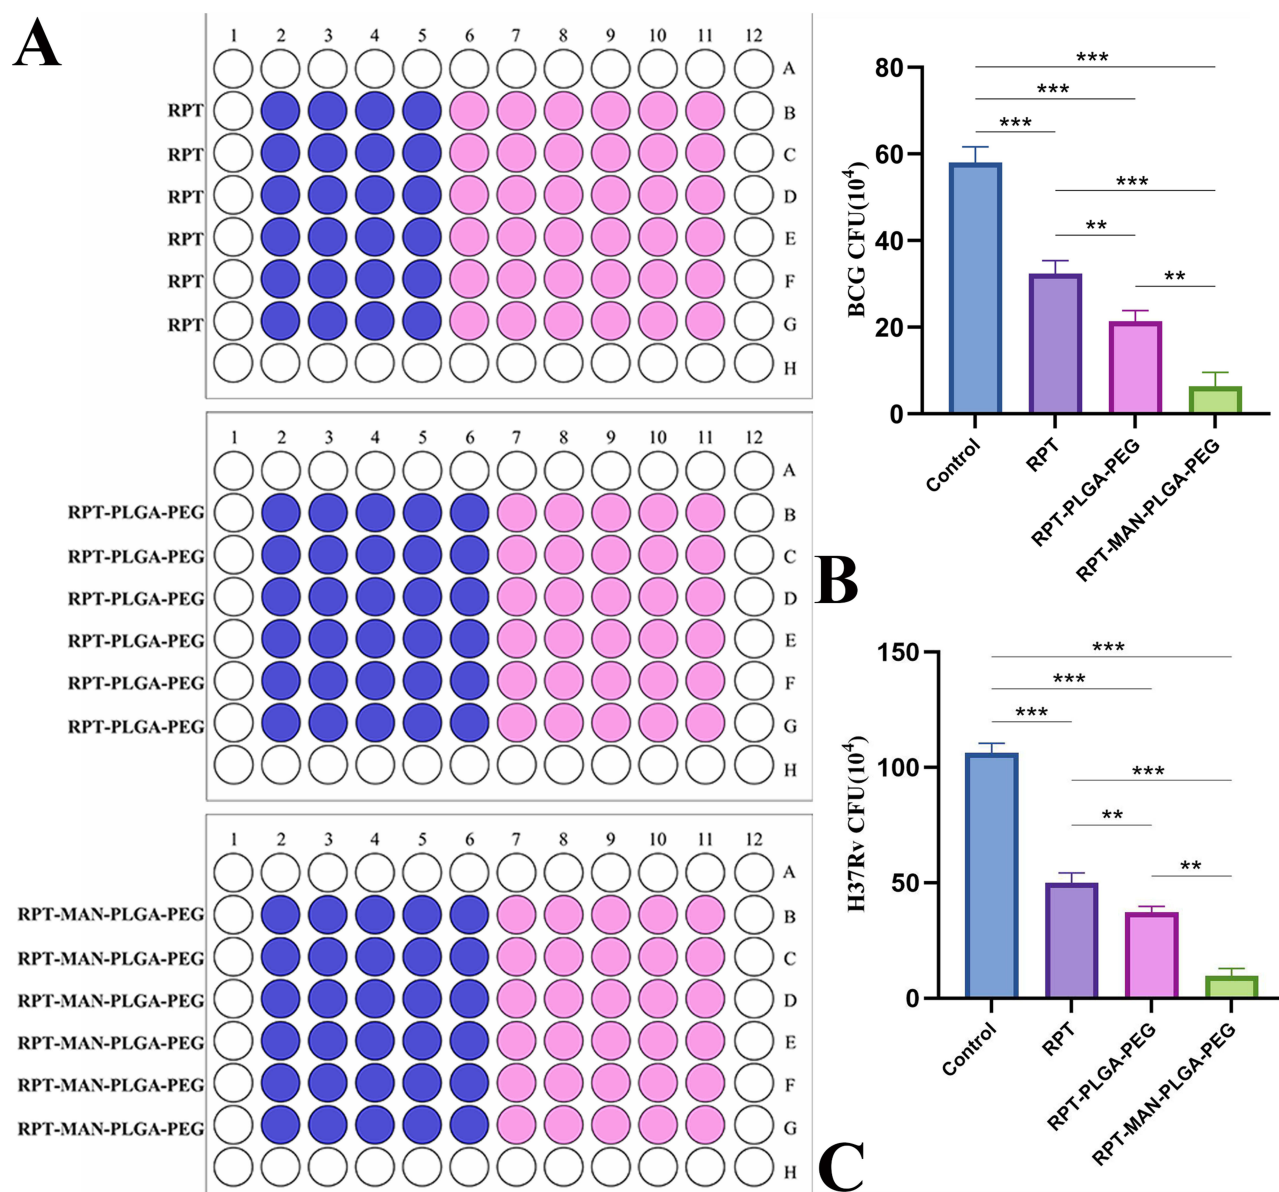 A
1 2 3 4 5 6 7 8 9 10 11 12
A
RPT B
RPT C
RPT D
RPT E
RPT F
RPT G
H
1 2 3 4 5 6 7 8 9 10 11 12
A
RPT-PLGA-PEG B
RPT-PLGA-PEG C
RPT-PLGA-PEG D
RPT-PLGA-PEG E
RPT-PLGA-PEG F
RPT-PLGA-PEG G
H
1 2 3 4 5 6 7 8 9 10 11 12
A
RPT-MAN-PLGA-PEG B
RPT-MAN-PLGA-PEG C
RPT-MAN-PLGA-PEG D
RPT-MAN-PLGA-PEG E
RPT-MAN-PLGA-PEG F
RPT-MAN-PLGA-PEG G
H
B
BCG CFU(10⁴)
80
60
40
20
0
***
***
***
***
**
**
Control
RPT
RPT-PLGA-PEG
RPT-MAN-PLGA-PEG
C
H37Rv CFU(10⁴)
150
100
50
0
***
***
***
***
**
**
Control
RPT
RPT-PLGA-PEG
RPT-MAN-PLGA-PEG